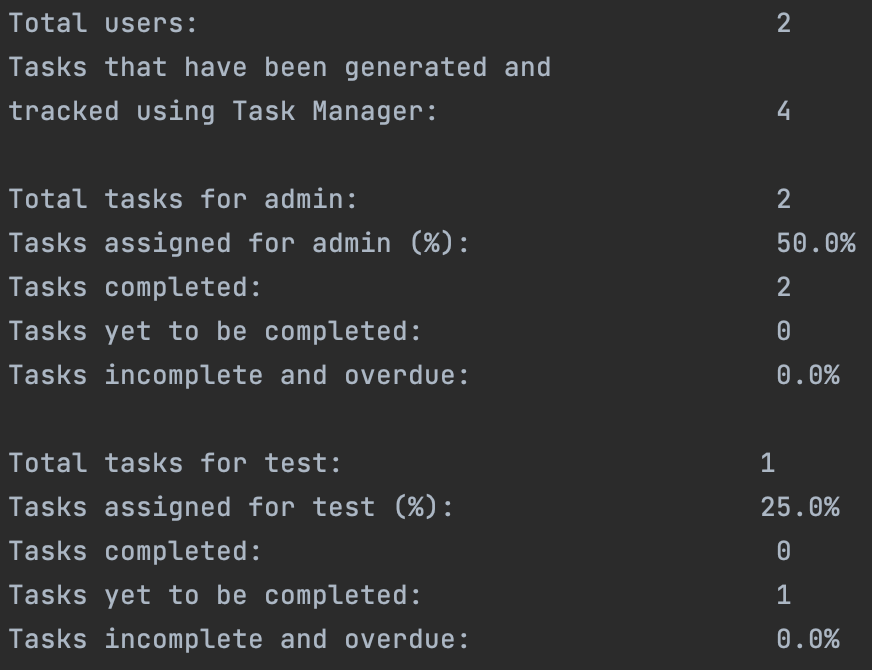 Total users: 2
Tasks that have been generated and
tracked using Task Manager: 4
Total tasks for admin: 2
Tasks assigned for admin (%): 50.0%
Tasks completed: 2
Tasks yet to be completed: 0
Tasks incomplete and overdue: 0.0%
Total tasks for test: 1
Tasks assigned for test (%): 25.0%
Tasks completed: 0
Tasks yet to be completed: 1
Tasks incomplete and overdue: 0.0%